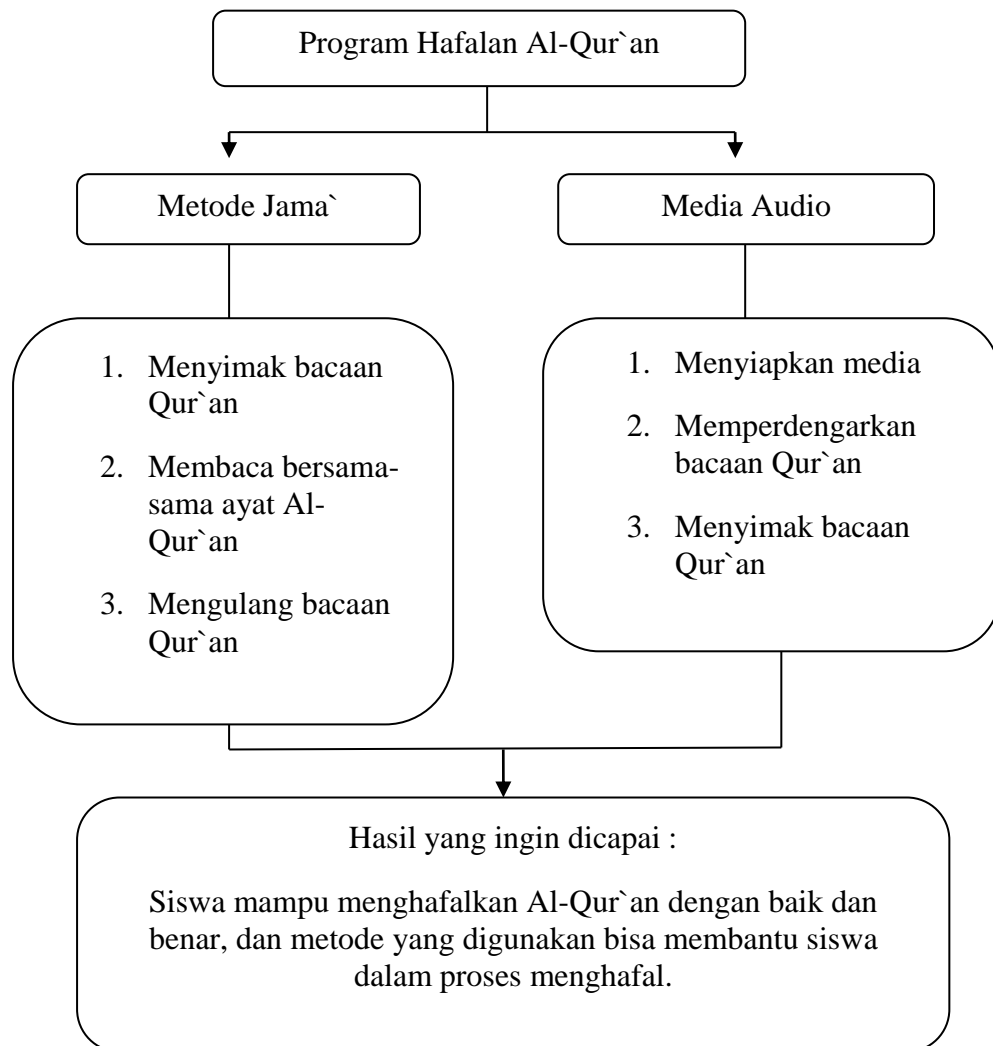 Program Hafalan Al-Qur`an
Metode Jama`
Media Audio
1. Menyimak bacaan
Qur`an
2. Membaca bersama-
sama ayat Al-
Qur`an
3. Mengulang bacaan
Qur`an
1. Menyiapkan media
2. Memperdengarkan
bacaan Qur`an
3. Menyimak bacaan
Qur`an
Hasil yang ingin dicapai :
Siswa mampu menghafalkan Al-Qur`an dengan baik dan
benar, dan metode yang digunakan bisa membantu siswa
dalam proses menghafal.